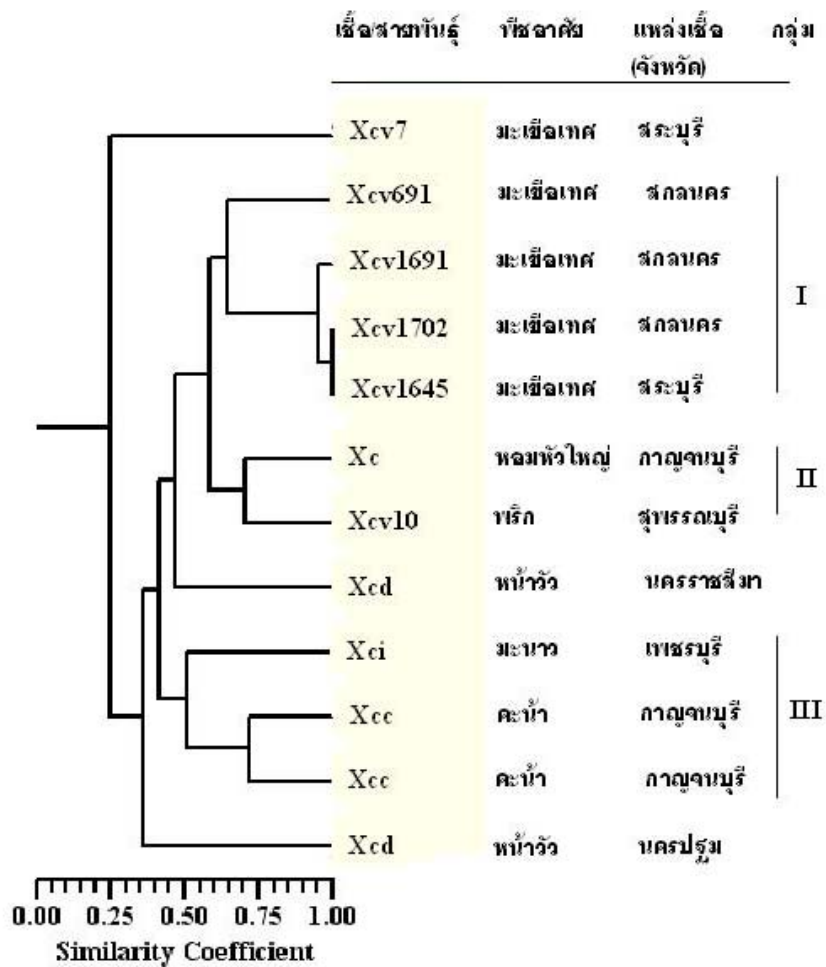 เชื้อ/สายพันธุ์ พืชอาศัย แหล่งเชื้อ กลุ่ม
(จังหวัด)
Xcv7 มะเขือเทศ สระบุรี
Xcv691 มะเขือเทศ สกลนคร
Xcv1691 มะเขือเทศ สกลนคร
I
Xcv1702 มะเขือเทศ สกลนคร
Xcv1645 มะเขือเทศ สระบุรี
Xc หอมหัวใหญ่ กาญจนบุรี
II
Xcv10 พริก สุพรรณบุรี
Xcd หน้าวัว นครราชสีมา
Xci มะนาว เพชรบุรี
Xcc คะน้า กาญจนบุรี III
Xcc คะน้า กาญจนบุรี
Xcd หน้าวัว นครปฐม
0.00 0.25 0.50 0.75 1.00
Similarity Coefficient